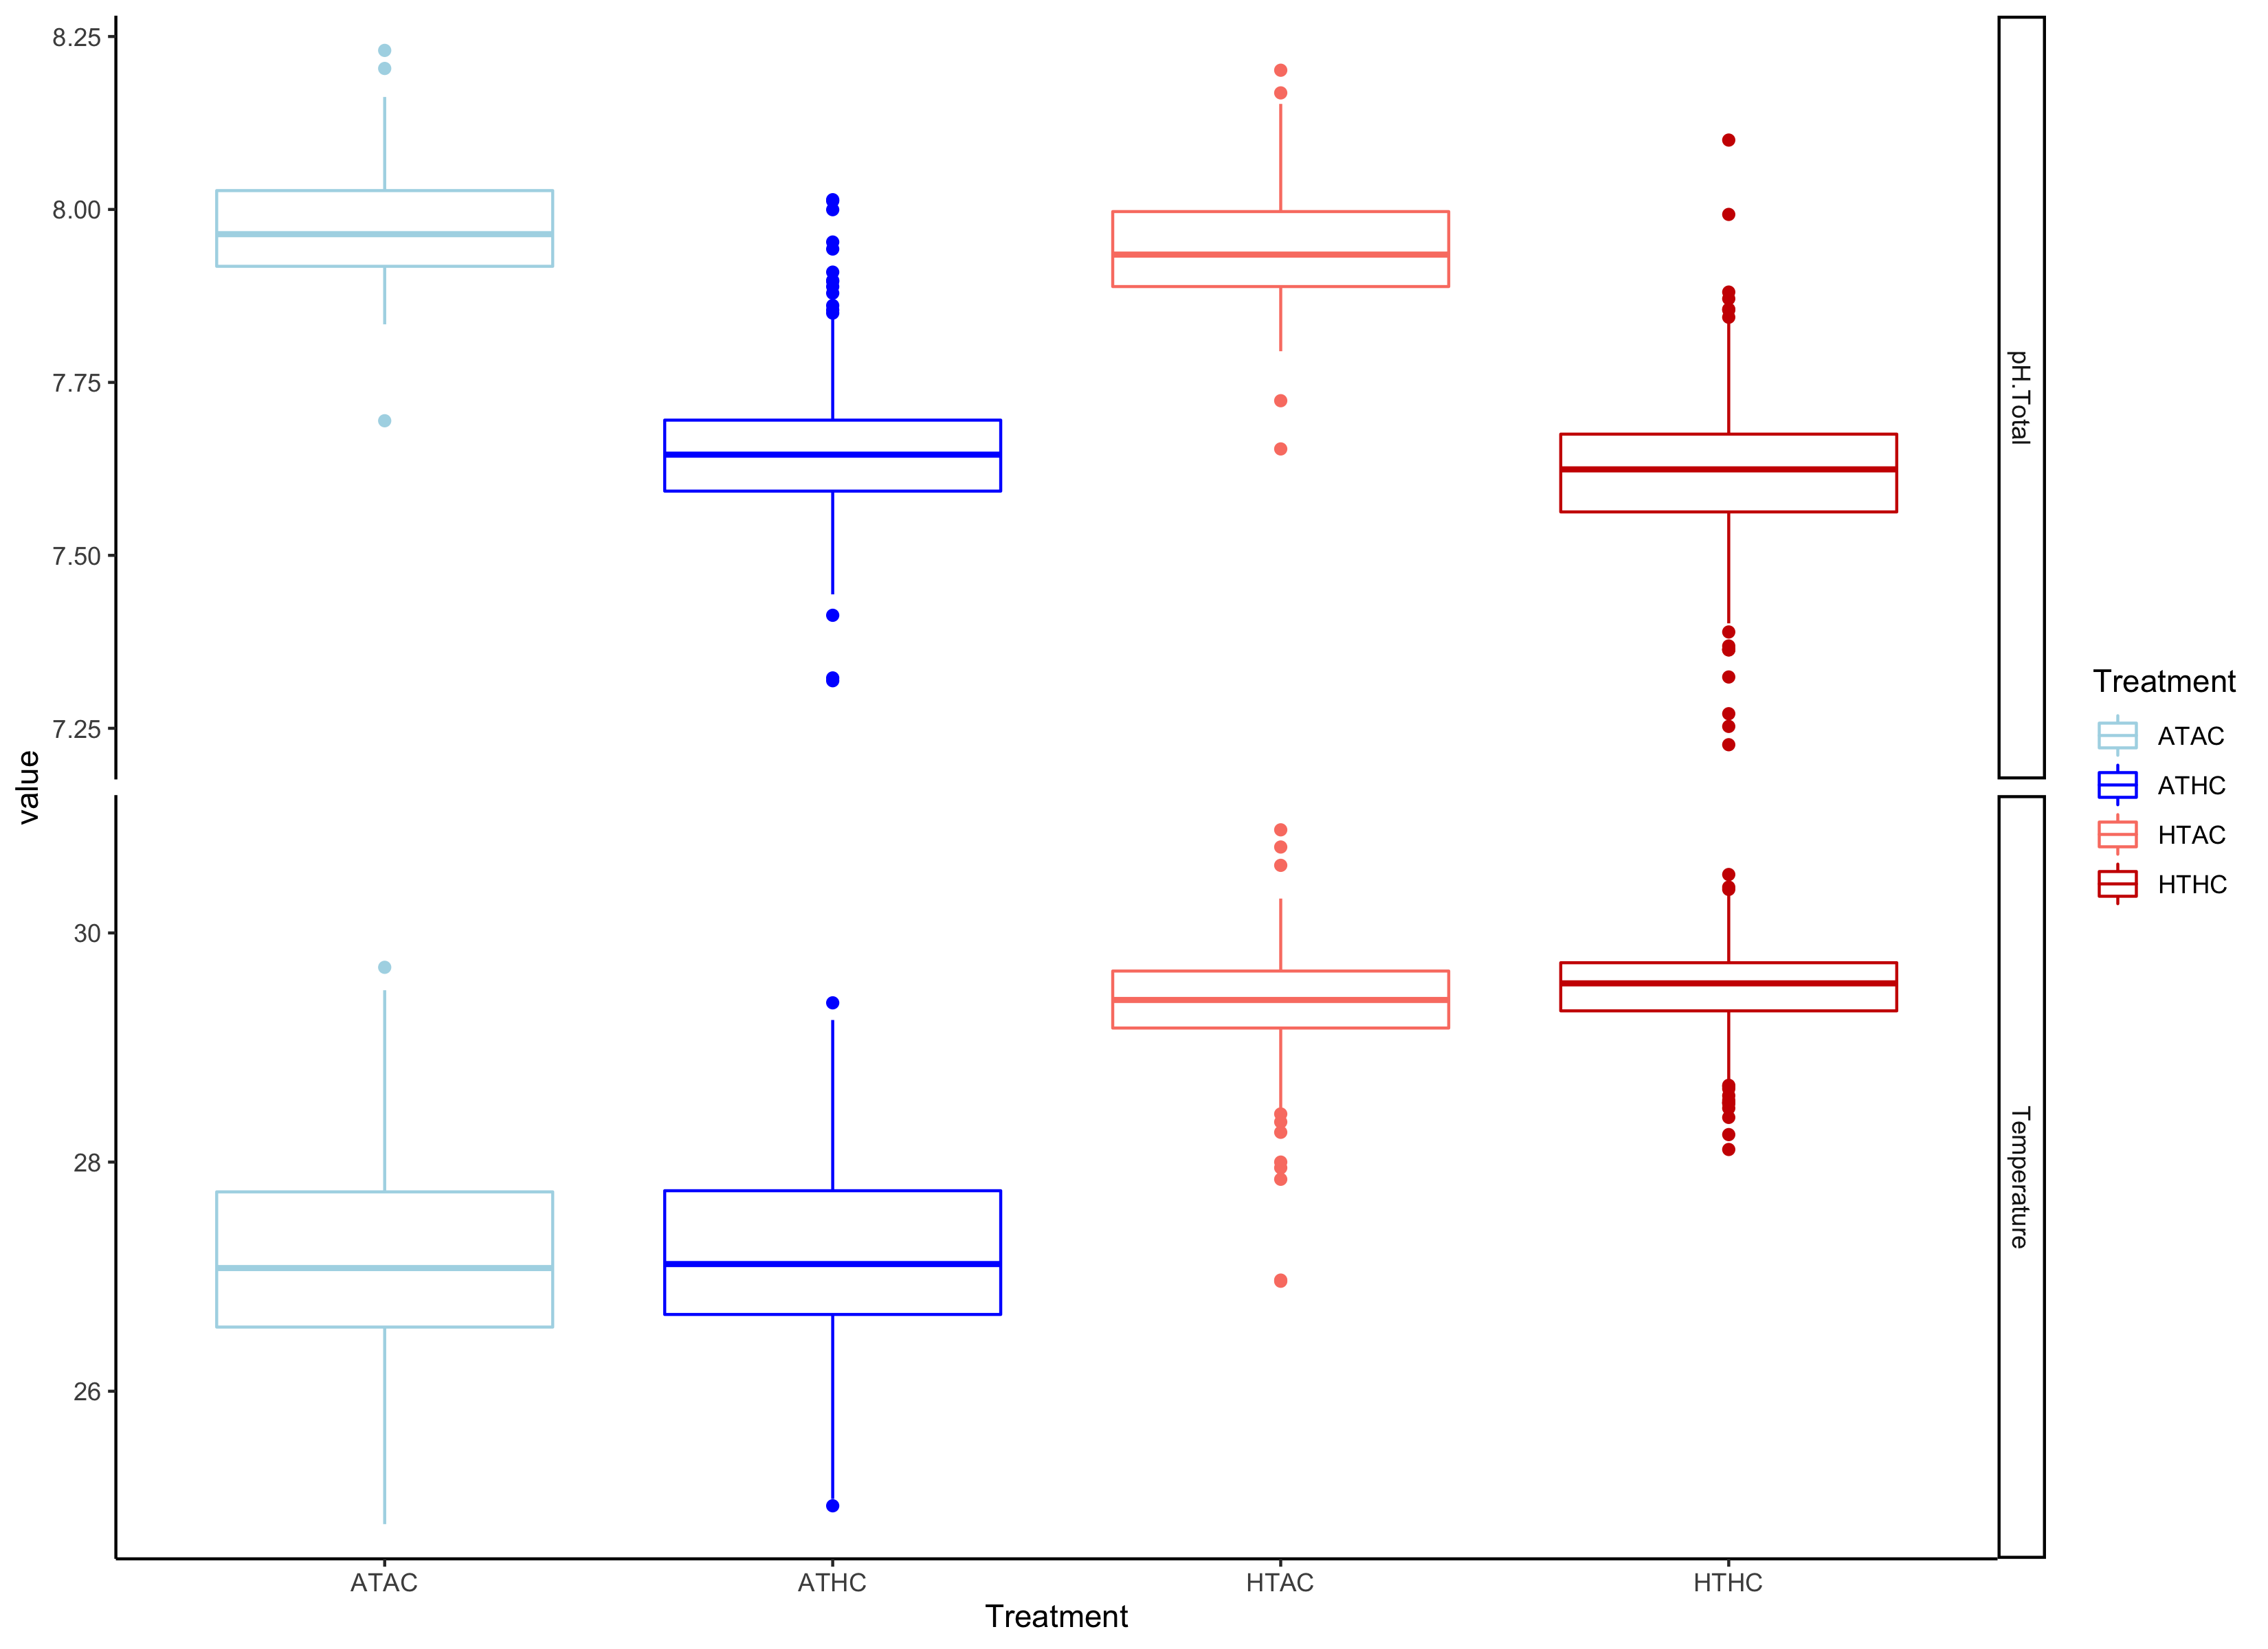 value
8.25
8.00
7.75
7.50
7.25
pH.Total
30
28
26
Temperature
ATAC
ATHC
HTAC
HTHC
Treatment
Treatment
ATAC
ATHC
HTAC
HTHC